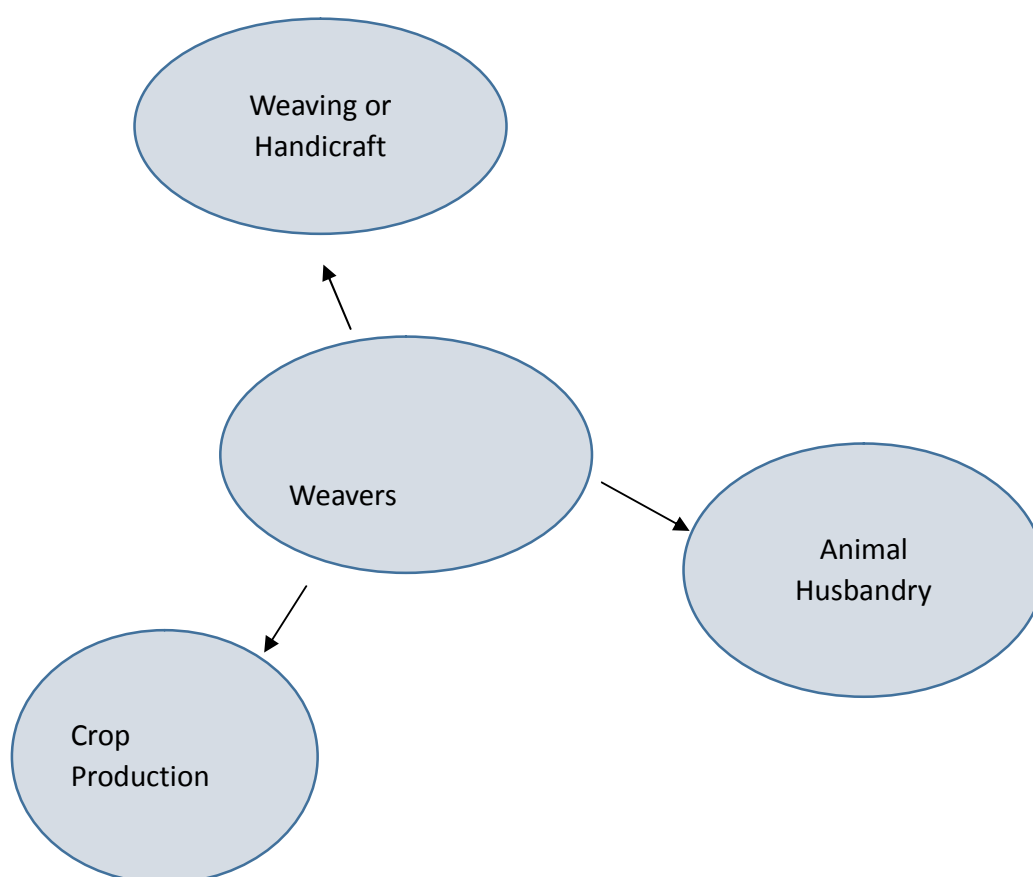 Weaving or
Handicraft
Weavers
Animal
Husbandry
Crop
Production